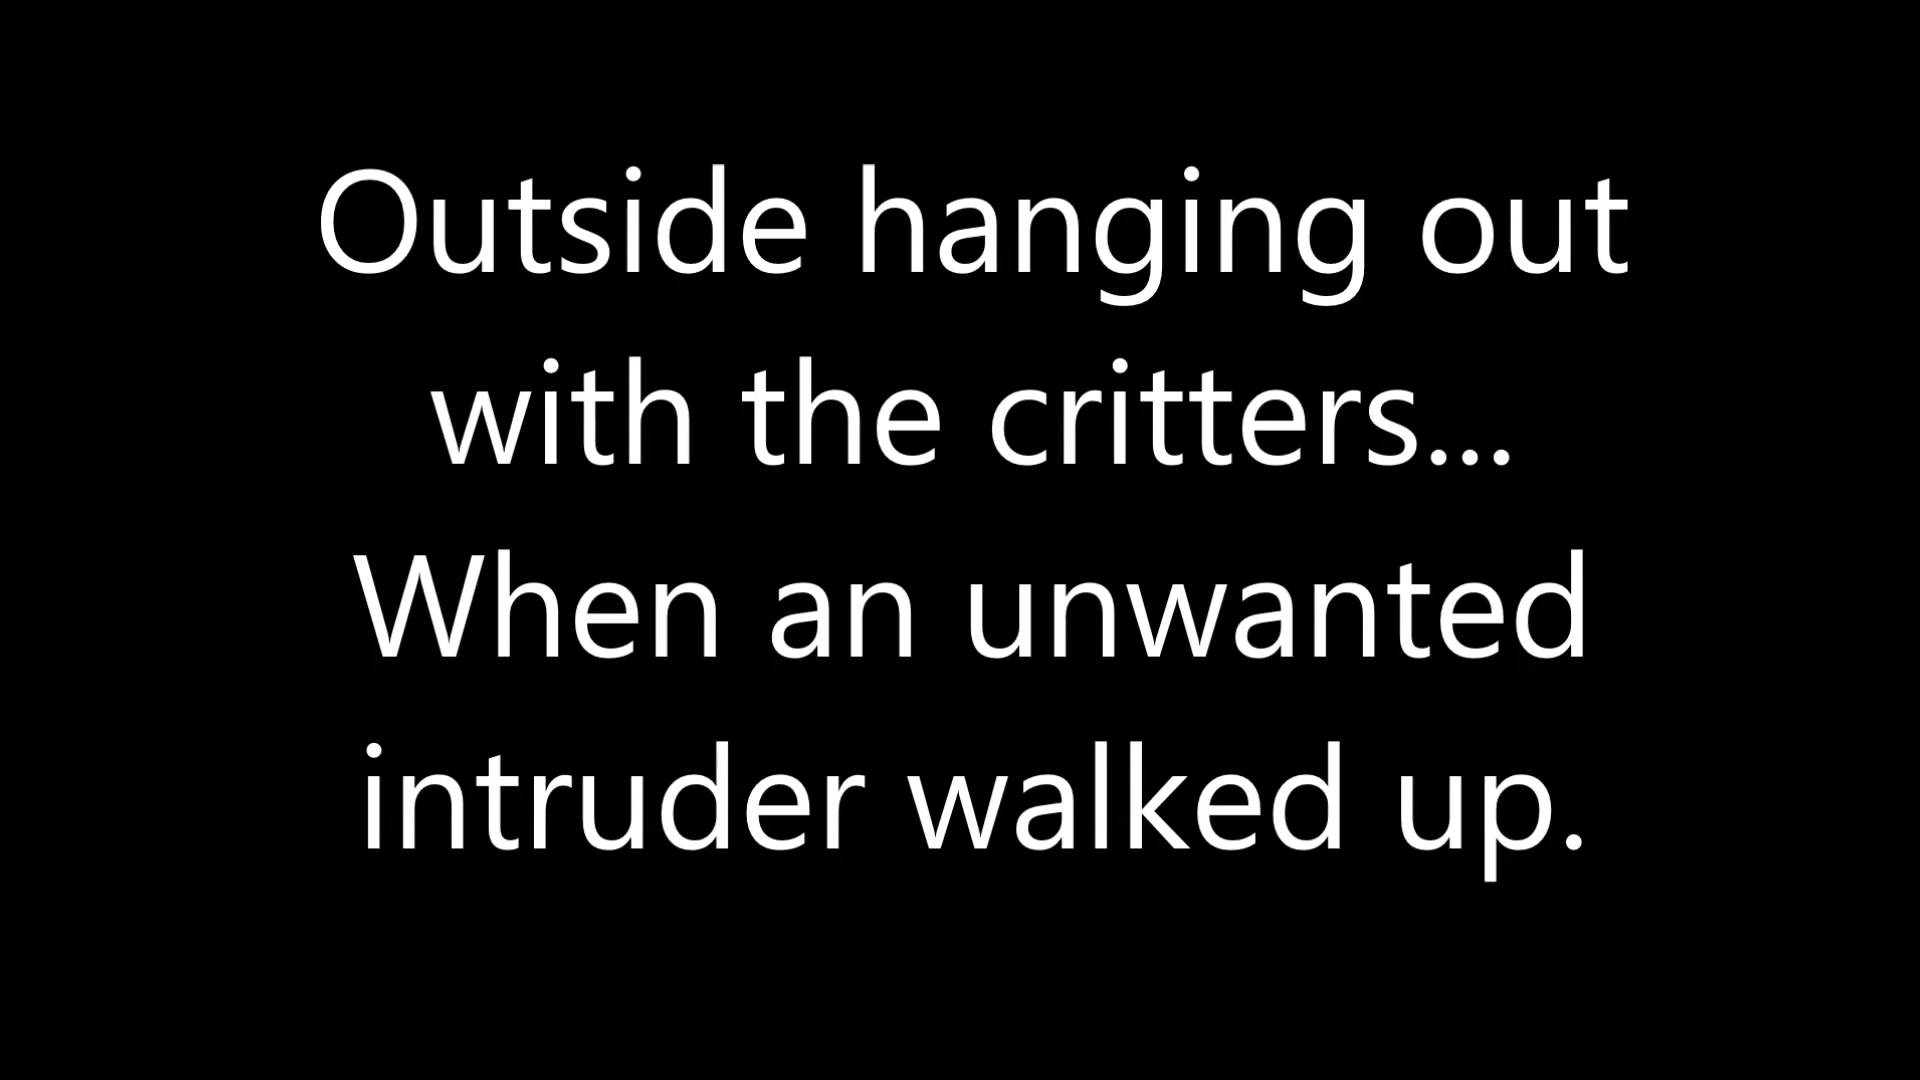 Outside hanging out
with the critters...
When an unwanted
intruder walked up.